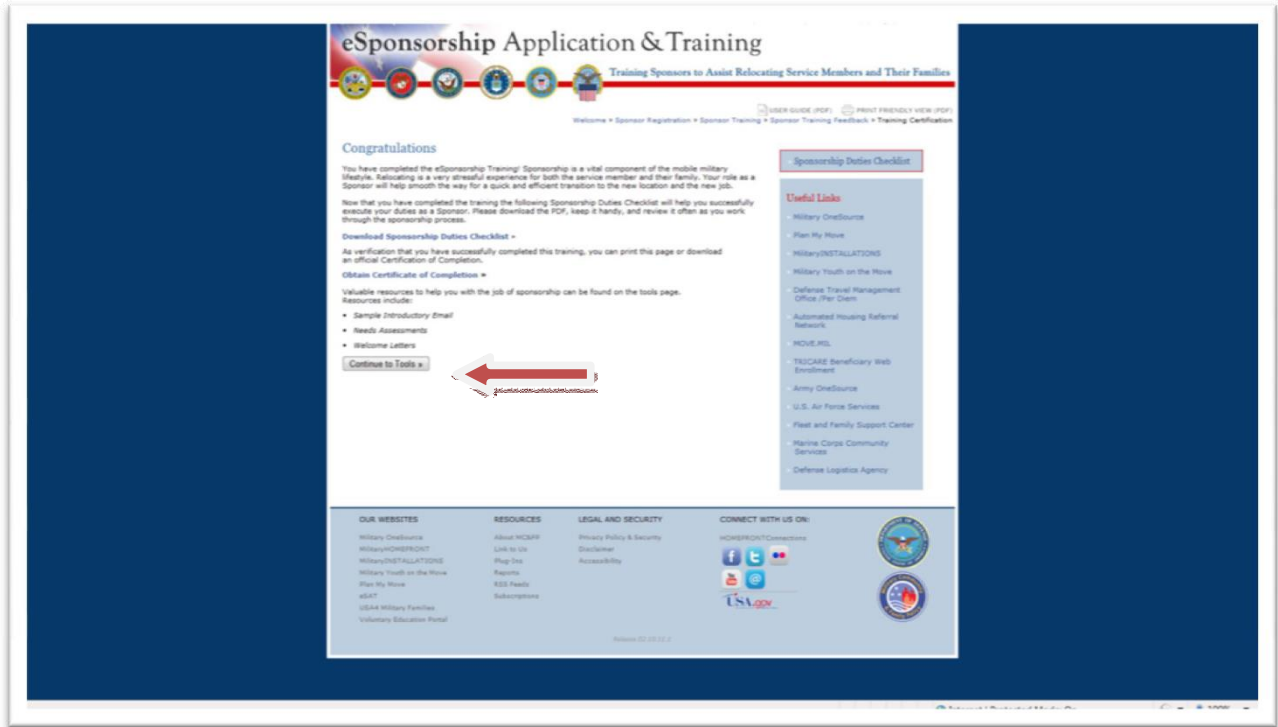 eSponsorship Application & Training
Training Sponsors to Assist Relocating Service Members and Their Families
USER GUIDE (PDF) PRINT FRIENDLY VIEW (PDF)
Welcome » Sponsor Registration » Sponsor Training » Sponsor Training Feedback » Training Certification
Congratulations
You have completed the eSponsorship Training! Sponsorship is a vital component of the mobile military
lifestyle. Relocating is a very stressful experience for both the service member and their family. Your role as a
Sponsor will help smooth the way for a quick and efficient transition to the new location and the new job.
Now that you have completed the training the following Sponsorship Duties Checklist will help you successfully
execute your duties as a Sponsor. Please download the PDF, keep it handy, and review it often as you work
through the sponsorship process.
Download Sponsorship Duties Checklist »
As verification that you have successfully completed this training, you can print this page or download
an official Certification of Completion.
Obtain Certificate of Completion »
Valuable resources to help you with the job of sponsorship can be found on the tools page.
Resources include:
• Sample Introductory Email
• Needs Assessments
• Welcome Letters
Continue to Tools »
Sponsorship Duties Checklist
Useful Links
Military OneSource
Plan My Move
MilitaryINSTALLATIONS
Military Youth on the Move
Defense Travel Management
Office /Per Diem
Automated Housing Referral
Network
MOVE.MIL
TRICARE Beneficiary Web
Enrollment
Army OneSource
U.S. Air Force Services
Fleet and Family Support Center
Marine Corps Community
Services
Defense Logistics Agency
OUR WEBSITES
Military OneSource
MilitaryHOMEFRONT
MilitaryINSTALLATIONS
Military Youth on the Move
Plan My Move
eSAT
USA4 Military Families
Voluntary Education Portal
RESOURCES
About MC&FP
Link to Us
Plug-Ins
Reports
RSS Feeds
Subscriptions
LEGAL AND SECURITY
Privacy Policy & Security
Disclaimer
Accessibility
CONNECT WITH US ON:
HOMEFRONTConnections
USA.gov